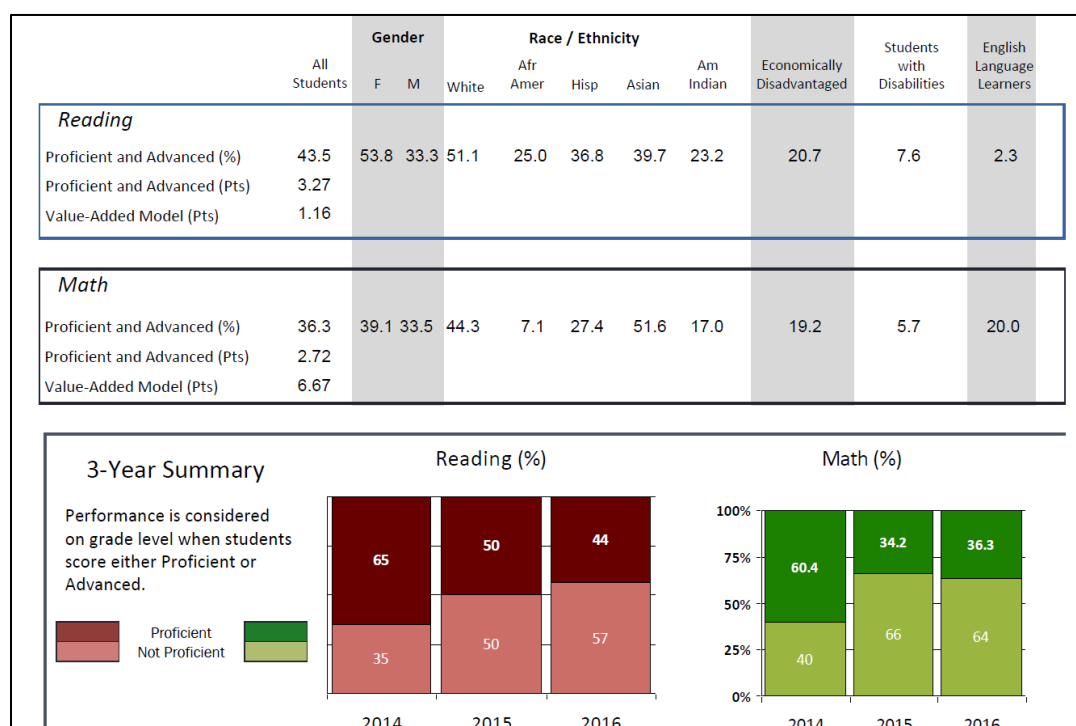 Gender Race / Ethnicity
All Students F M White Afr Amer Hisp Asian Am Indian Economically Disadvantaged Students with Disabilities English Language Learners
Reading
Proficient and Advanced (%) 43.5 53.8 33.3 51.1 25.0 36.8 39.7 23.2 20.7 7.6 2.3
Proficient and Advanced (Pts) 3.27
Value-Added Model (Pts) 1.16
Math
Proficient and Advanced (%) 36.3 39.1 33.5 44.3 7.1 27.4 51.6 17.0 19.2 5.7 20.0
Proficient and Advanced (Pts) 2.72
Value-Added Model (Pts) 6.67
3-Year Summary
Performance is considered
on grade level when students
score either Proficient or
Advanced.
Proficient
Not Proficient
Reading (%)
65 50 44
35 50 57
2014 2015 2016
Math (%)
100%
75%
50%
25%
0%
60.4 34.2 36.3
40 66 64
2014 2015 2016